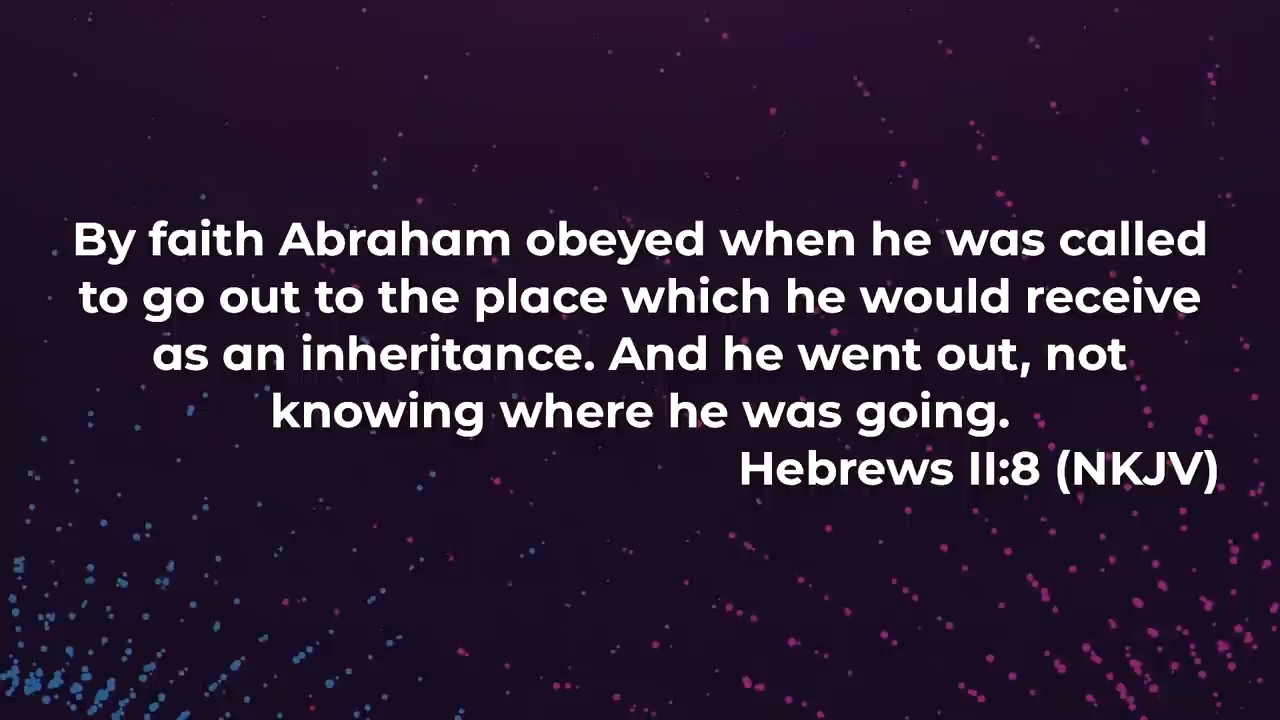 By faith Abraham obeyed when he was called
to go out to the place which he would receive
as an inheritance. And he went out, not
knowing where he was going.
Hebrews II:8 (NKJV)